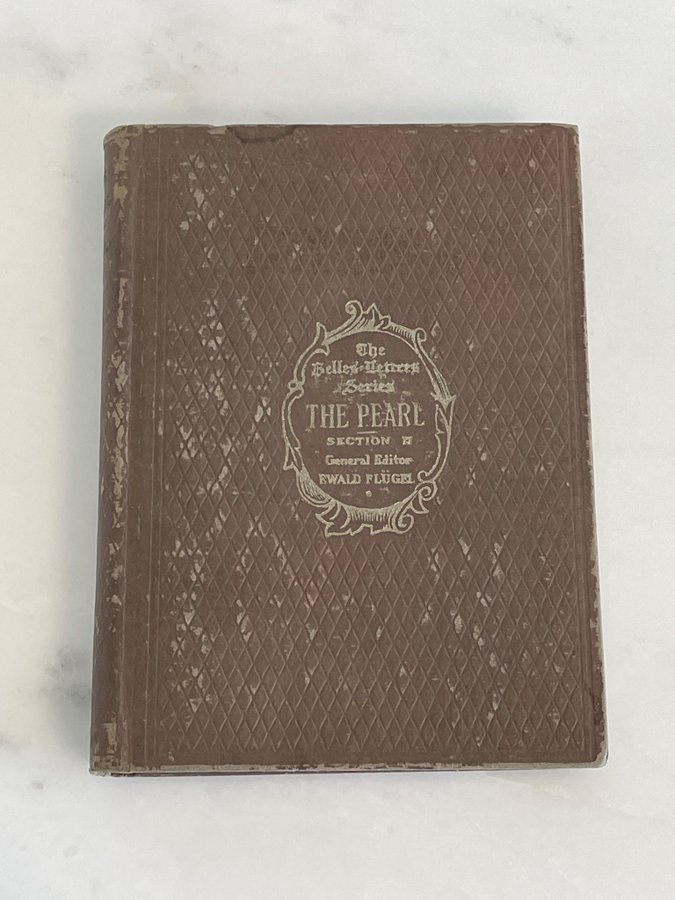 The
Belles-Lettres
Series
THE PEARL
SECTION II
General Editor
EWALD FLÜGEL